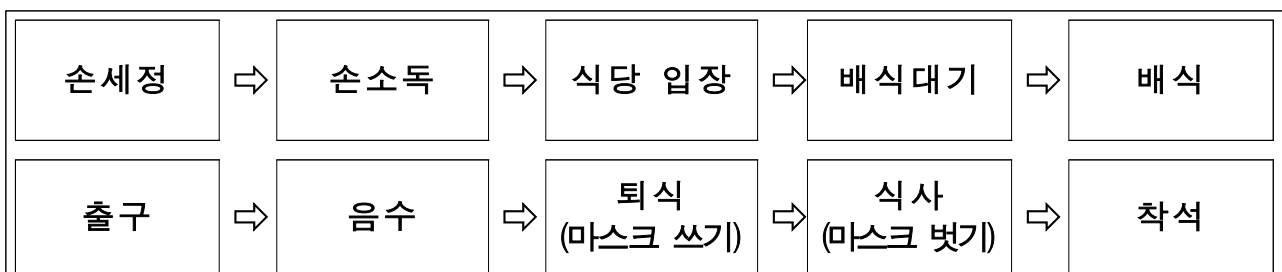 손세정 ⇨ 손소독 ⇨ 식당 입장 ⇨ 배식대기 ⇨ 배식
출구 ⇨ 음수 ⇨ 퇴식 ⇨ 식사 ⇨ 착석
(마스크 쓰기) (마스크 벗기)